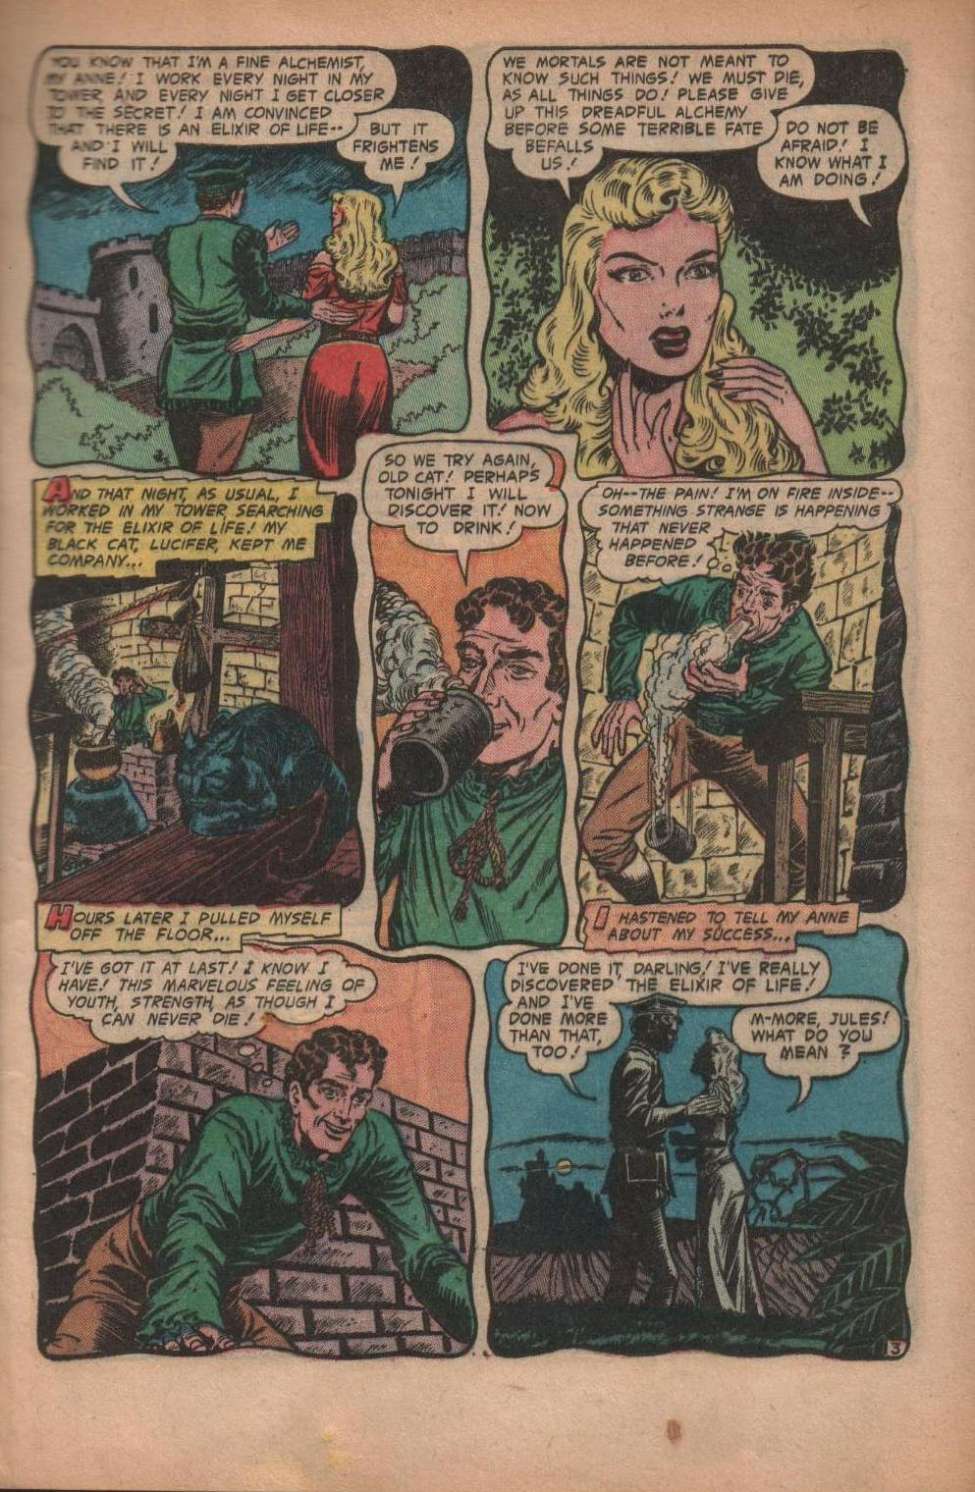 YOU KNOW THAT I'M A FINE ALCHEMIST,
MY ANNE! I WORK EVERY NIGHT IN MY
TOWER, AND EVERY NIGHT I GET CLOSER
TO THE SECRET! I AM CONVINCED
THAT THERE IS AN ELIXIR OF LIFE--
AND I WILL
FIND IT!
BUT IT
FRIGHTENS
ME!
WE MORTALS ARE NOT MEANT TO
KNOW SUCH THINGS! WE MUST DIE,
AS ALL THINGS DO! PLEASE GIVE
UP THIS DREADFUL ALCHEMY
BEFORE SOME TERRIBLE FATE
BEFALLS
US!
DO NOT BE
AFRAID! I
KNOW WHAT I
AM DOING!
AND THAT NIGHT, AS USUAL, I
WORKED IN MY TOWER SEARCHING
FOR THE ELIXIR OF LIFE! MY
BLACK CAT, LUCIFER, KEPT ME
COMPANY...
SO WE TRY AGAIN,
OLD CAT! PERHAPS
TONIGHT I WILL
DISCOVER IT! NOW
TO DRINK!
OH--THE PAIN! I'M ON FIRE INSIDE--
SOMETHING STRANGE IS HAPPENING
THAT NEVER
HAPPENED
BEFORE!
HOURS LATER I PULLED MYSELF
OFF THE FLOOR...
I'VE GOT IT AT LAST! I KNOW I
HAVE! THIS MARVELOUS FEELING OF
YOUTH, STRENGTH, AS THOUGH I
CAN NEVER DIE!
I HASTENED TO TELL MY ANNE
ABOUT MY SUCCESS...
I'VE DONE IT, DARLING! I'VE REALLY
DISCOVERED THE ELIXIR OF LIFE!
AND I'VE
DONE MORE
THAN THAT,
TOO!
M-MORE, JULES!
WHAT DO YOU
MEAN?
3